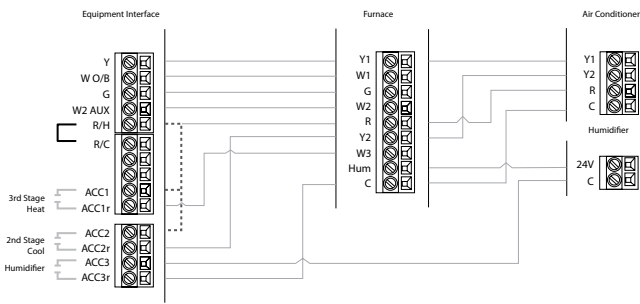 Equipment Interface
Furnace
Air Conditioner
Y
W O/B
G
W2 AUX
R/H
R/C
ACC1
ACC1r
ACC2
ACC2r
ACC3
ACC3r
3rd Stage
Heat
2nd Stage
Cool
Humidifier
Y1
W1
G
W2
R
Y2
W3
Hum
C
Y1
Y2
R
C
Humidifier
24V
C